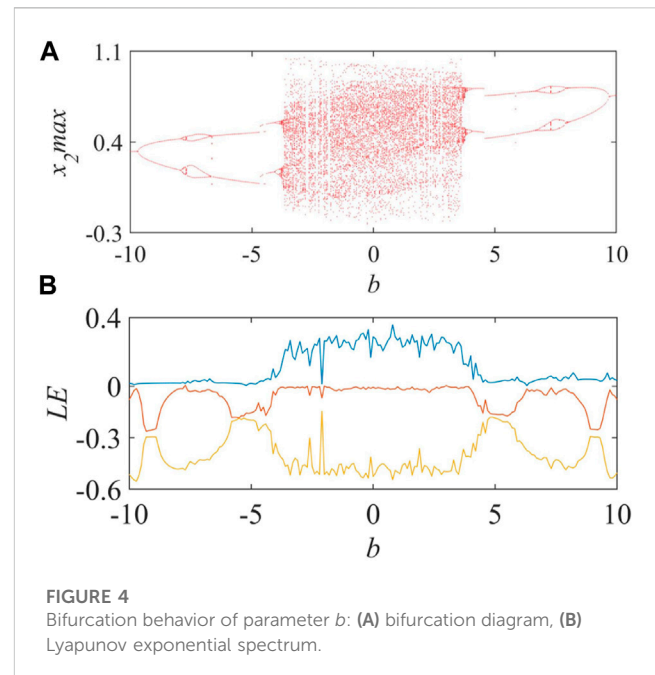 A
1.1
0.4
-0.3
x2max
-10
-5
0
5
10
b
B
0.4
0
-0.3
-0.6
LE
-10
-5
0
5
10
b
FIGURE 4
Bifurcation behavior of parameter b: (A) bifurcation diagram, (B)
Lyapunov exponential spectrum.